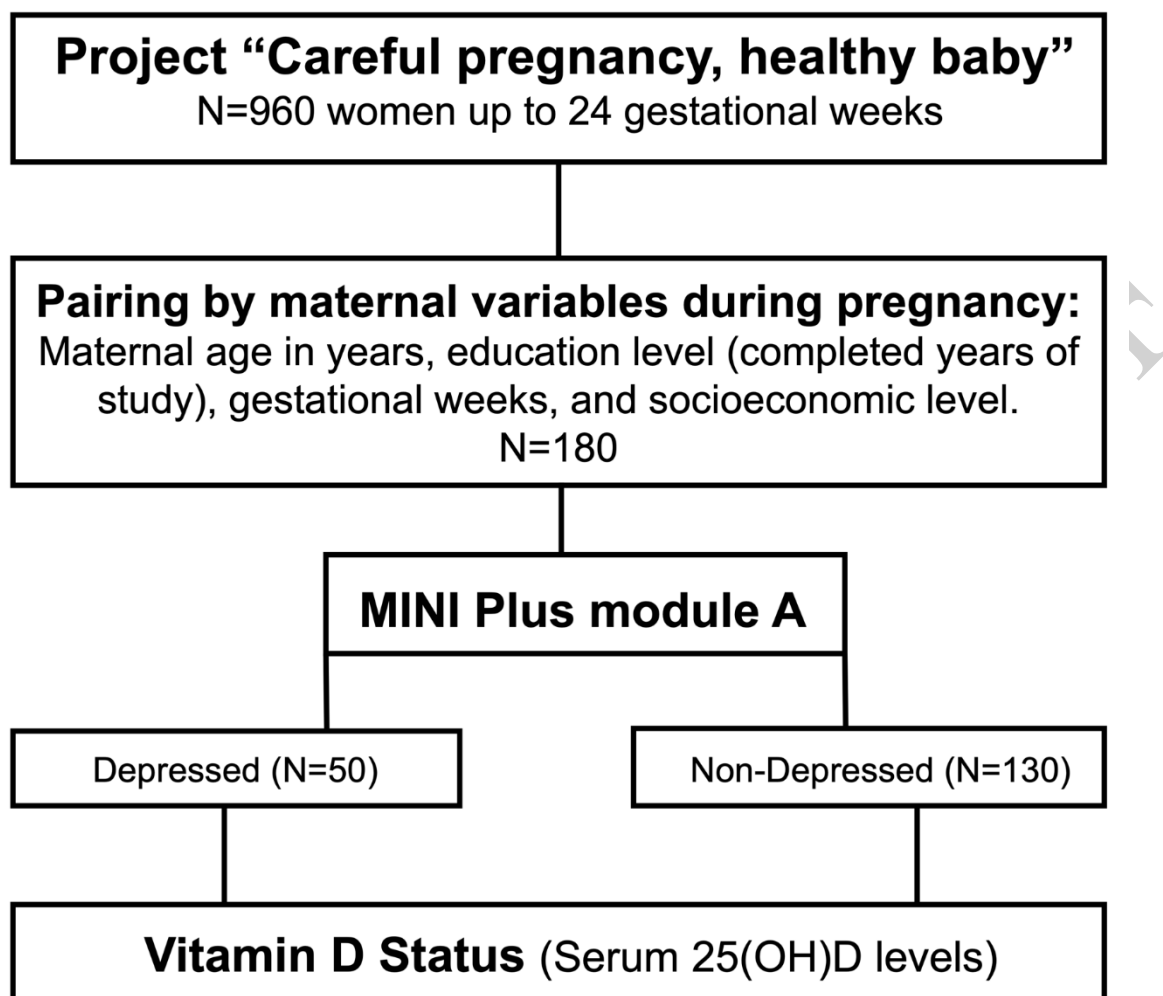 Project “Careful pregnancy, healthy baby”
N=960 women up to 24 gestational weeks
Pairing by maternal variables during pregnancy:
Maternal age in years, education level (completed years of
study), gestational weeks, and socioeconomic level.
N=180
MINI Plus module A
Depressed (N=50)
Non-Depressed (N=130)
Vitamin D Status (Serum 25(OH)D levels)